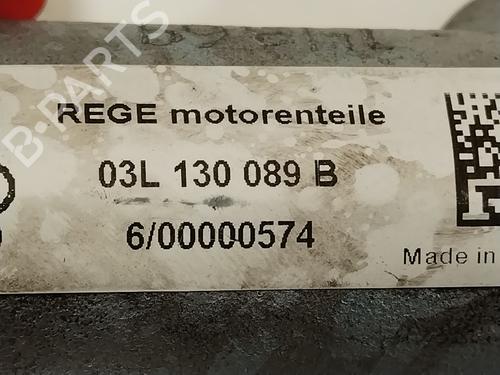 B-PARTS
REGE motorenteile
03L 130 089 B
6/00000574
Made in